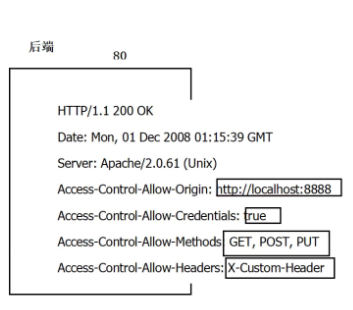 后端
80
HTTP/1.1 200 OK
Date: Mon, 01 Dec 2008 01:15:39 GMT
Server: Apache/2.0.61 (Unix)
Access-Control-Allow-Origin: http://localhost:8888
Access-Control-Allow-Credentials: true
Access-Control-Allow-Methods: GET, POST, PUT
Access-Control-Allow-Headers: X-Custom-Header